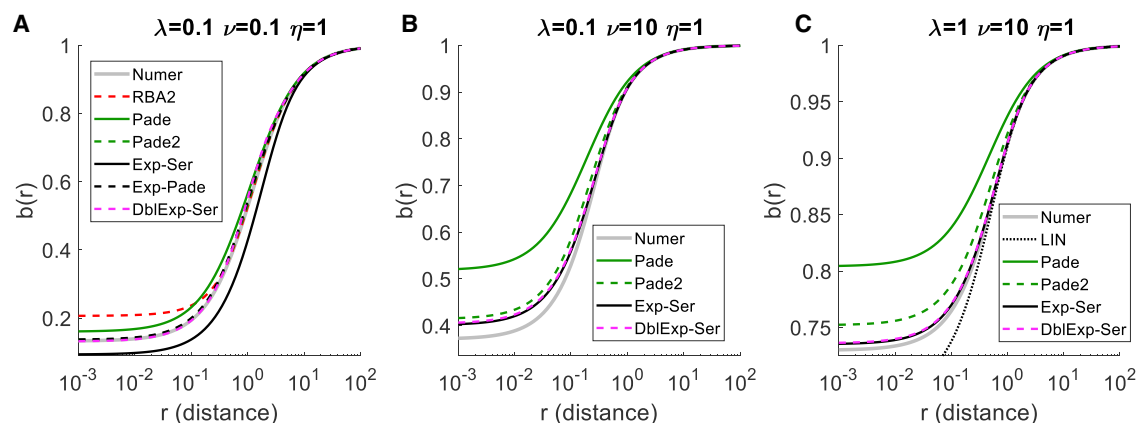 A
λ=0.1 ν=0.1 η=1
1
0.8
0.6
0.4
0.2
b(r)
Numer
RBA2
Pade
Pade2
Exp-Ser
Exp-Pade
DblExp-Ser
10^-3
10^-2
10^-1
10^0
10^1
10^2
r (distance)
B
λ=0.1 ν=10 η=1
1
0.9
0.8
0.7
0.6
0.5
0.4
b(r)
Numer
Pade
Pade2
Exp-Ser
DblExp-Ser
10^-3
10^-2
10^-1
10^0
10^1
10^2
r (distance)
C
λ=1 ν=10 η=1
1
0.95
0.9
0.85
0.8
0.75
b(r)
Numer
LIN
Pade
Pade2
Exp-Ser
DblExp-Ser
10^-3
10^-2
10^-1
10^0
10^1
10^2
r (distance)